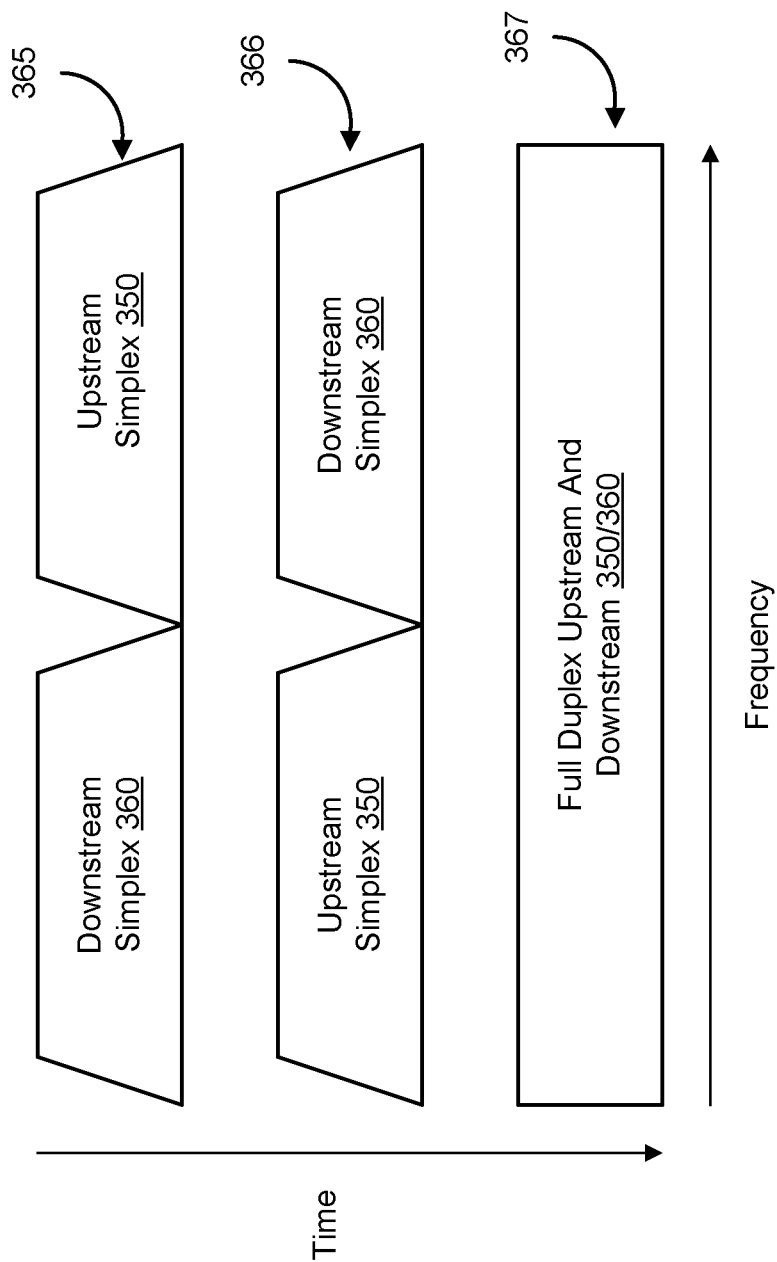 Downstream
Simplex 360
Upstream
Simplex 350
365
Upstream
Simplex 350
Downstream
Simplex 360
366
Full Duplex Upstream And
Downstream 350/360
367
Time
Frequency